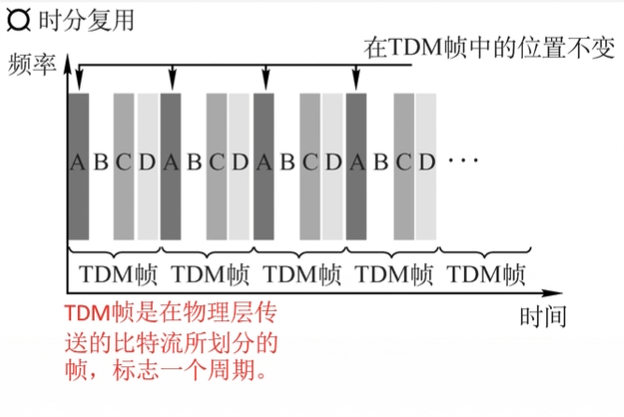 时分复用
在TDM帧中的位置不变
频率
A B C D A B C D A B C D A B C D ···
TDM帧 TDM帧 TDM帧 TDM帧 TDM帧
时间
TDM帧是在物理层传
送的比特流所划分的
帧，标志一个周期。